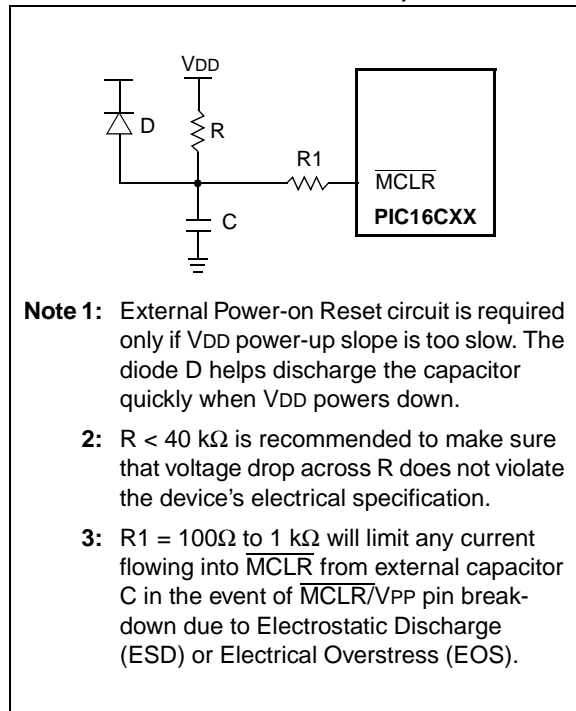 VDD
D
R
R1
MCLR
PIC16CXX
C
Note 1: External Power-on Reset circuit is required
only if VDD power-up slope is too slow. The
diode D helps discharge the capacitor
quickly when VDD powers down.
2: R < 40 kΩ is recommended to make sure
that voltage drop across R does not violate
the device's electrical specification.
3: R1 = 100Ω to 1 kΩ will limit any current
flowing into MCLR from external capacitor
C in the event of MCLR/VPP pin break-
down due to Electrostatic Discharge
(ESD) or Electrical Overstress (EOS).